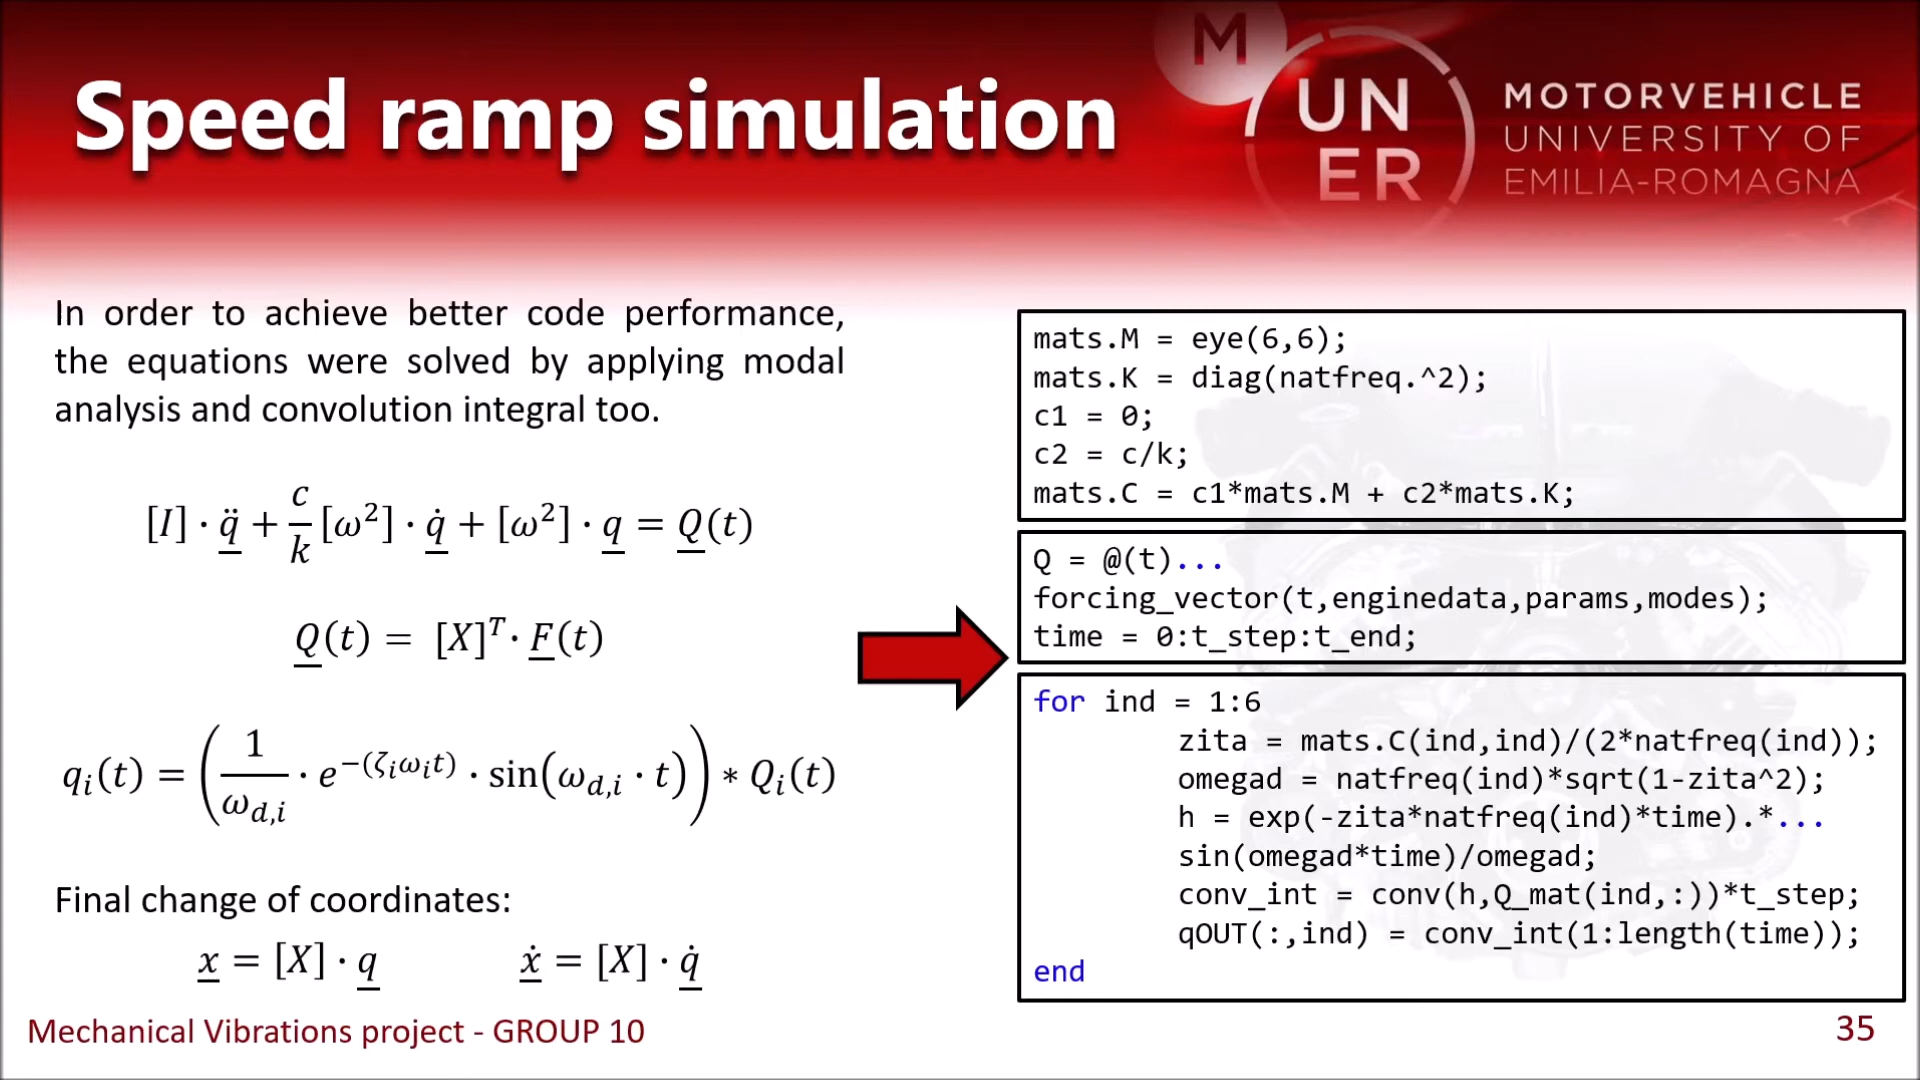 Speed ramp simulation
M
UN
ER
MOTORVEHICLE
UNIVERSITY OF
EMILIA-ROMAGNA
In order to achieve better code performance,
the equations were solved by applying modal
analysis and convolution integral too.
[I] · q̈ + c/k [ω²] · q̇ + [ω²] · q = Q(t)
Q(t) = [X]ᵀ · F(t)
qᵢ(t) = (1/ω_{d,i} · e^{−(ζᵢωᵢt)} · sin(ω_{d,i} · t)) ∗ Qᵢ(t)
Final change of coordinates:
x = [X] · q ẋ = [X] · q̇
mats.M = eye(6,6);
mats.K = diag(natfreq.^2);
c1 = 0;
c2 = c/k;
mats.C = c1*mats.M + c2*mats.K;
Q = @(t)...
forcing_vector(t,enginedata,params,modes);
time = 0:t_step:t_end;
for ind = 1:6
zita = mats.C(ind,ind)/(2*natfreq(ind));
omegad = natfreq(ind)*sqrt(1-zita^2);
h = exp(-zita*natfreq(ind)*time).*...
sin(omegad*time)/omegad;
conv_int = conv(h,Q_mat(ind,:))*t_step;
qOUT(:,ind) = conv_int(1:length(time));
end
Mechanical Vibrations project - GROUP 10
35